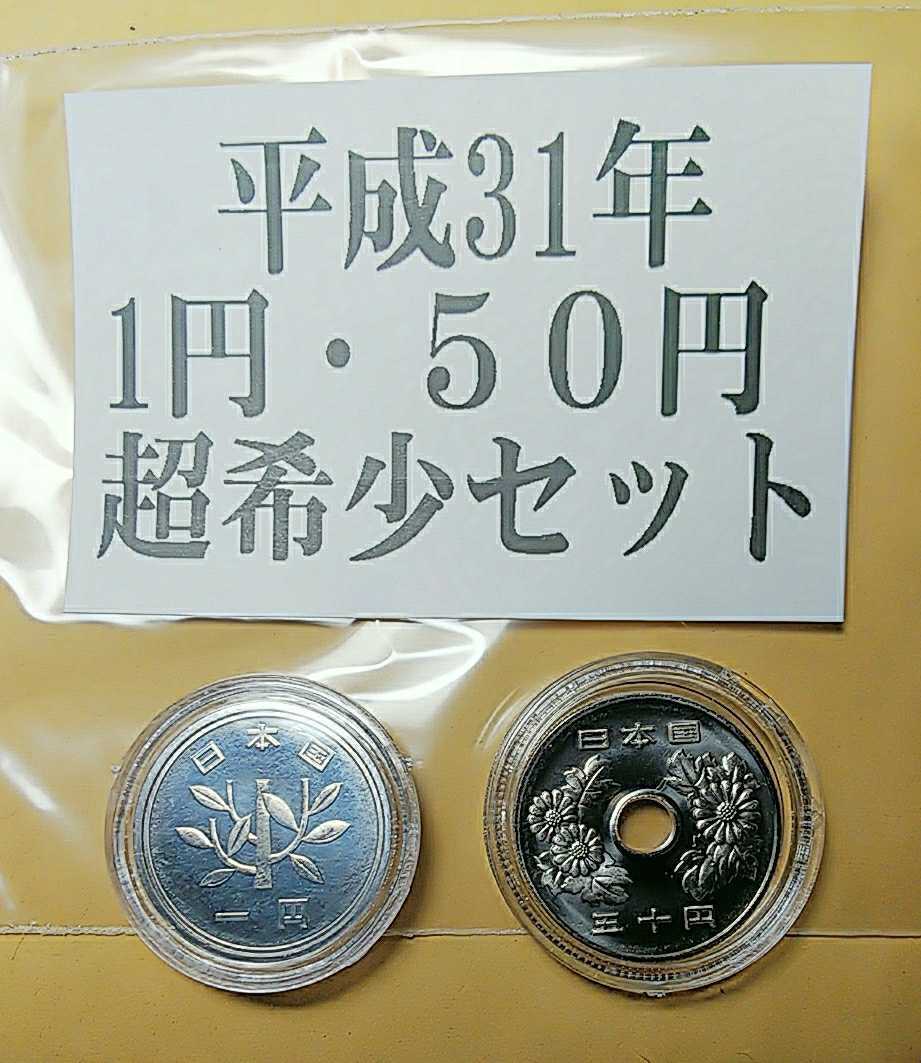 平成31年
1円・５０円
超希少セット
日本国
一円
日本国
五十円